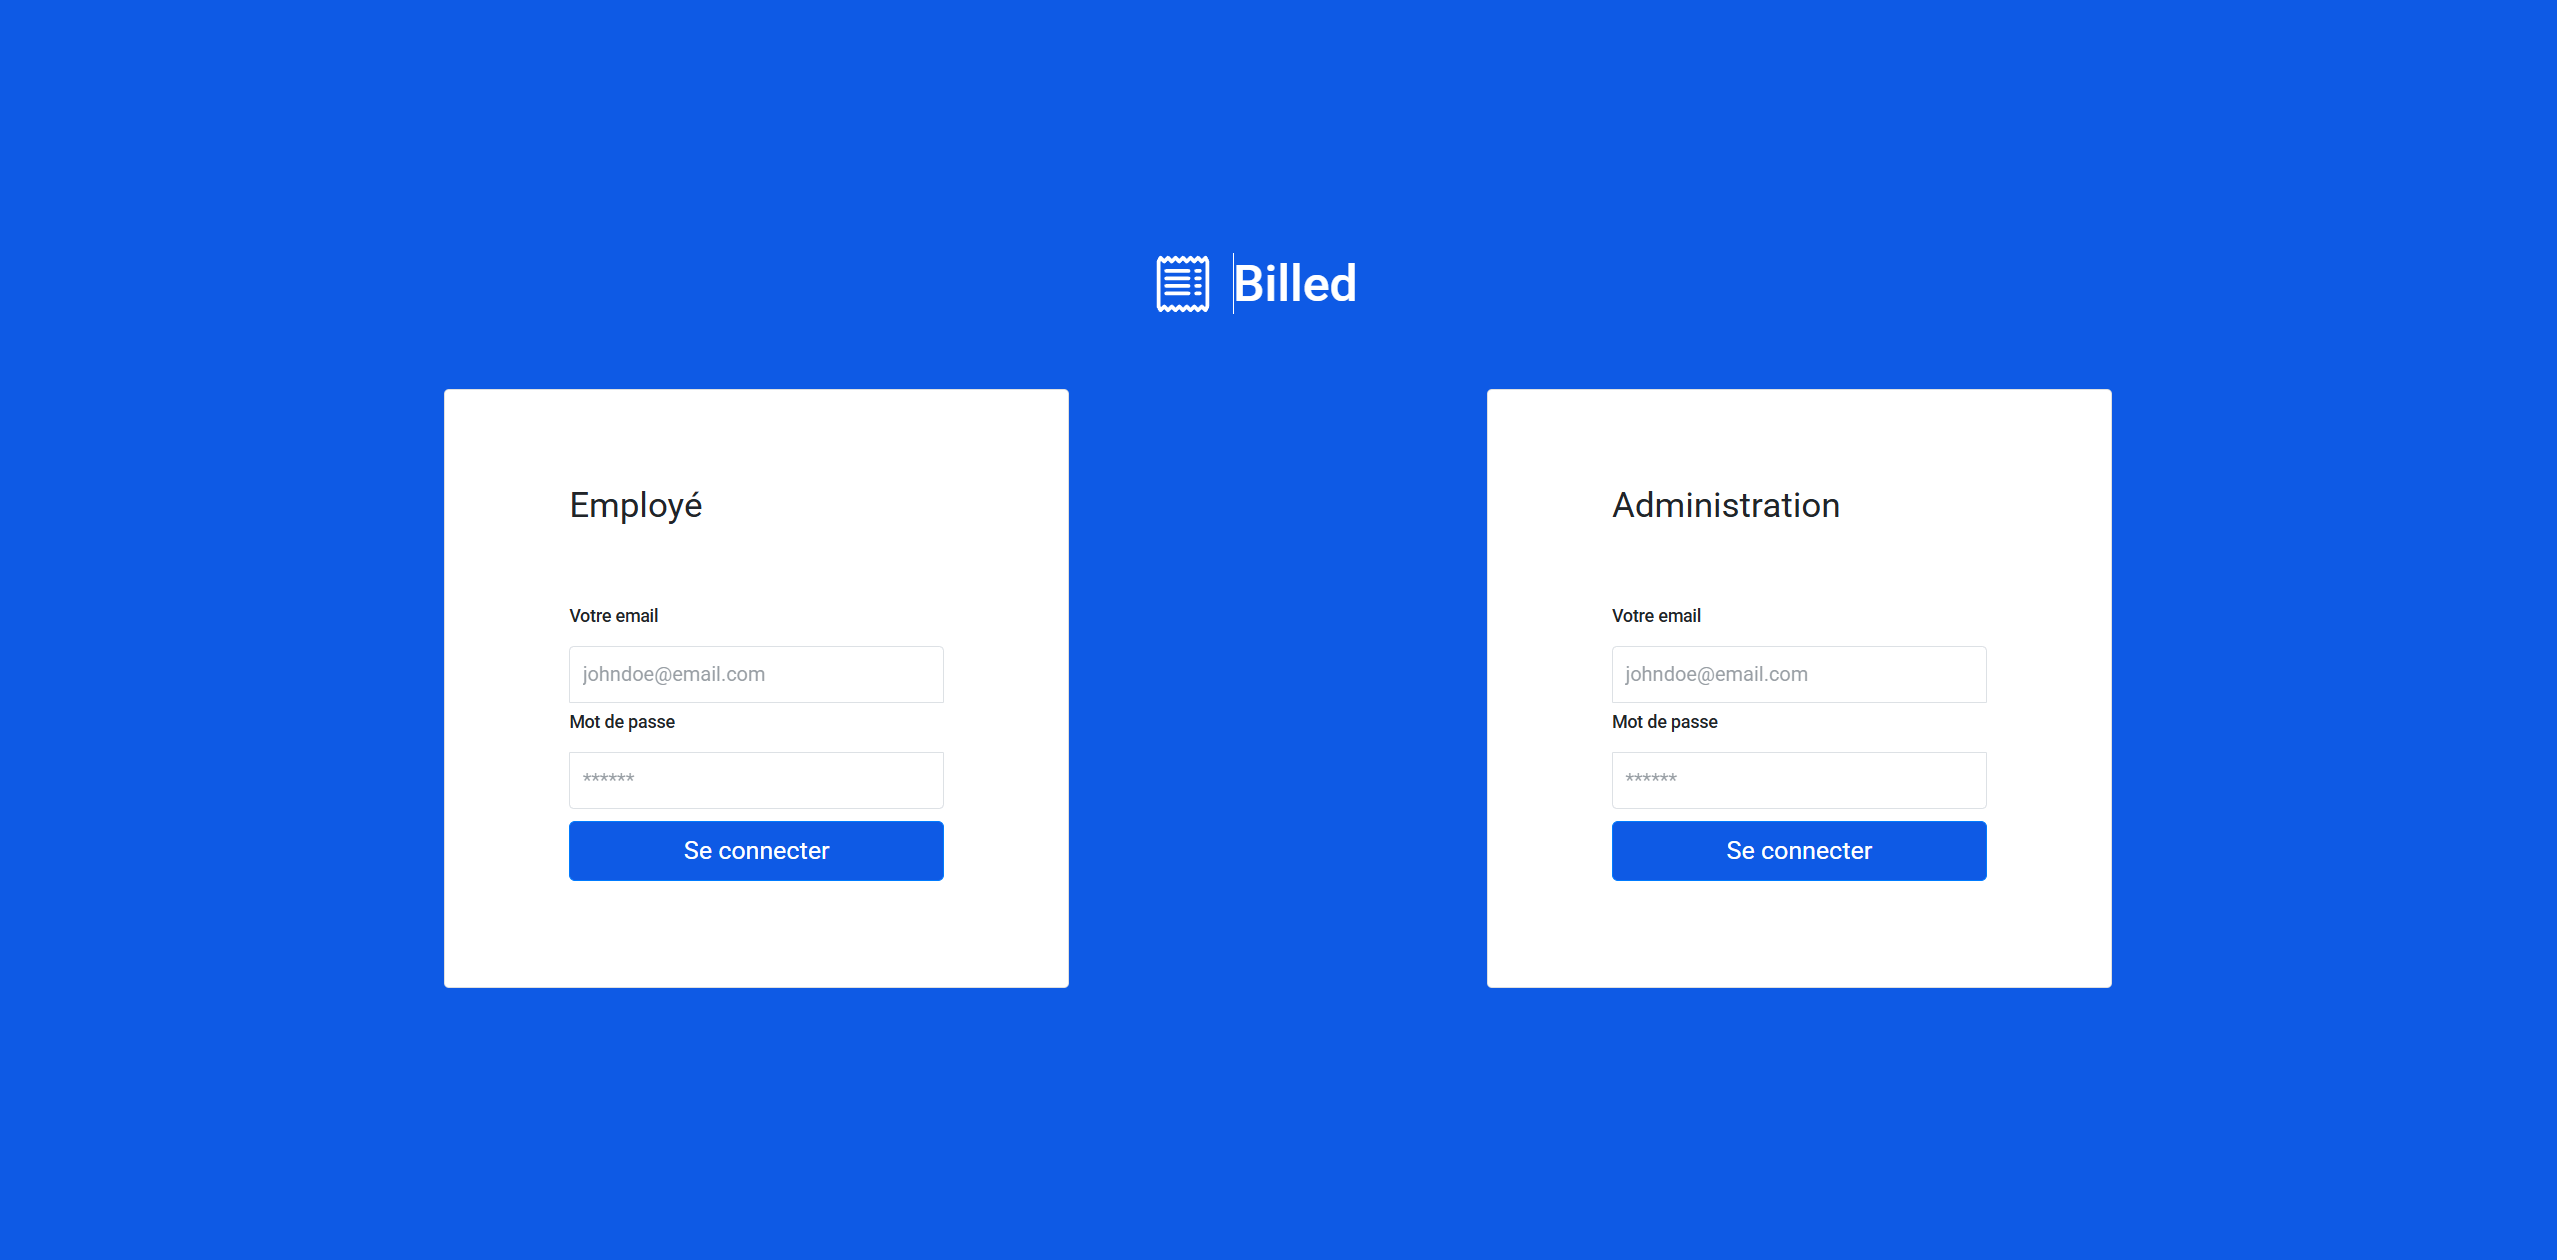 Billed
Employé
Votre email
johndoe@email.com
Mot de passe
******
Se connecter
Administration
Votre email
johndoe@email.com
Mot de passe
******
Se connecter